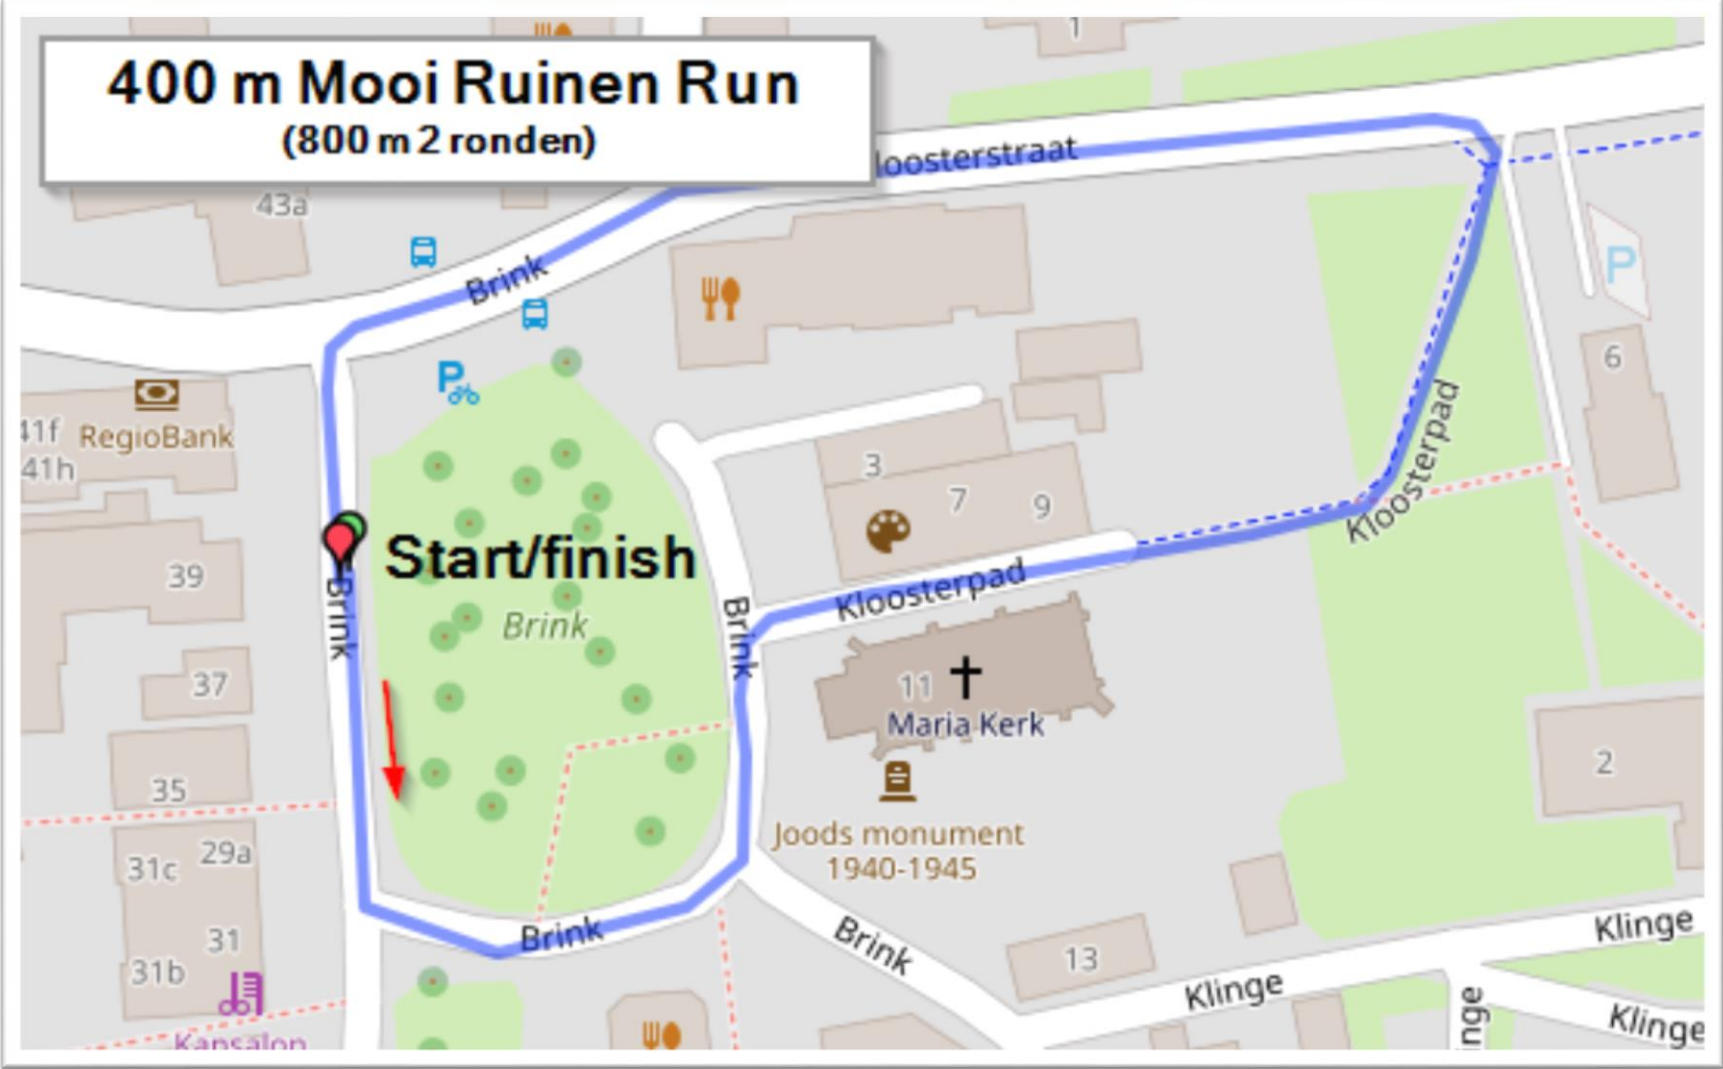 400 m Mooi Ruinen Run
(800 m 2 ronden)
1
loosterstraat
43a
Brink
P
P
6
RegioBank
41f
41h
3
7
9
Kloosterpad
Start/finish
39
Brink
Brink
Brink
Kloosterpad
37
11
Maria Kerk
2
35
Joods monument
1940-1945
29a
31c
Brink
Brink
Klinge
31
13
31b
Klinge
Klinge
inge
Kapsalon